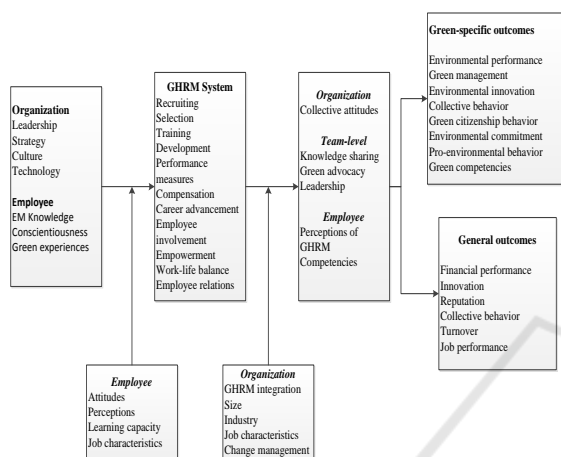 Organization
Leadership
Strategy
Culture
Technology
Employee
EM Knowledge
Conscientiousness
Green experiences
GHRM System
Recruiting
Selection
Training
Development
Performance
measures
Compensation
Career advancement
Employee
involvement
Empowerment
Work-life balance
Employee relations
Organization
Collective attitudes
Team-level
Knowledge sharing
Green advocacy
Leadership
Employee
Perceptions of
GHRM
Competencies
Green-specific outcomes
Environmental performance
Green management
Environmental innovation
Collective behavior
Green citizenship behavior
Environmental commitment
Pro-environmental behavior
Green competencies
General outcomes
Financial performance
Innovation
Reputation
Collective behavior
Turnover
Job performance
Employee
Attitudes
Perceptions
Learning capacity
Job characteristics
Organization
GHRM integration
Size
Industry
Job characteristics
Change management